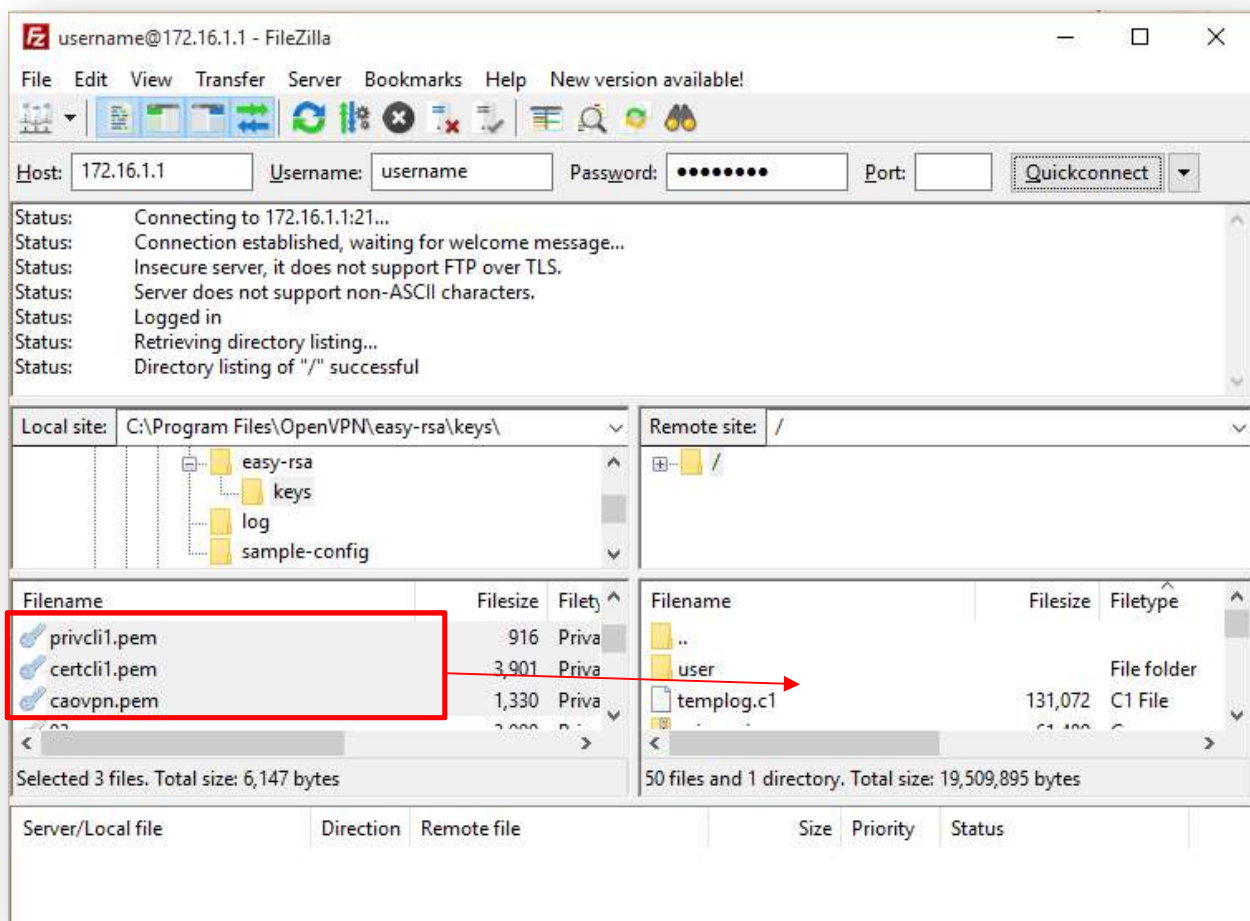 username@172.16.1.1 - FileZilla
File Edit View Transfer Server Bookmarks Help New version available!
Host: 172.16.1.1 Username: username Password: ●●●●●●●● Port: Quickconnect
Status: Connecting to 172.16.1.1:21...
Status: Connection established, waiting for welcome message...
Status: Insecure server, it does not support FTP over TLS.
Status: Server does not support non-ASCII characters.
Status: Logged in
Status: Retrieving directory listing...
Status: Directory listing of "/" successful
Local site: C:\Program Files\OpenVPN\easy-rsa\keys\
easy-rsa
keys
log
sample-config
Remote site: /
/
Filename Filesize Filety
privcli1.pem 916 Priva
certcli1.pem 3,901 Priva
caovpn.pem 1,330 Priva
Selected 3 files. Total size: 6,147 bytes
Filename Filesize Filetype
..
user File folder
templog.c1 131,072 C1 File
50 files and 1 directory. Total size: 19,509,895 bytes
Server/Local file Direction Remote file Size Priority Status